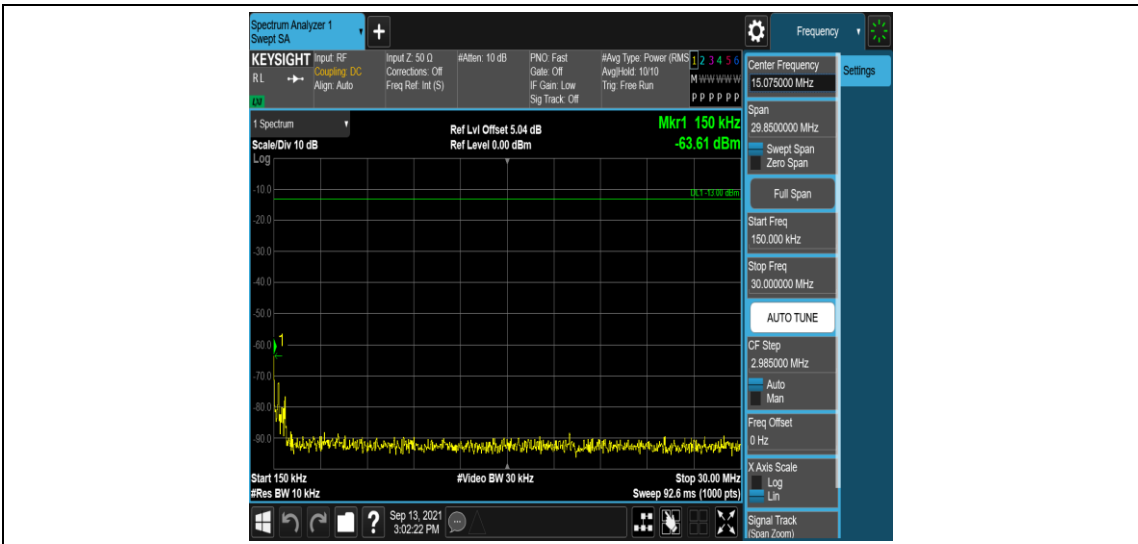 Spectrum Analyzer 1
Swept SA
Frequency
KEYSIGHT
RL
LXI
Input: RF
Coupling: DC
Align: Auto
Input Z: 50 Ω
Corrections: Off
Freq Ref: Int (S)
#Atten: 10 dB
PNO: Fast
Gate: Off
IF Gain: Low
Sig Track: Off
#Avg Type: Power (RMS
Avg|Hold: 10/10
Trig: Free Run
1 2 3 4 5 6
M W W W W W
P P P P P P
1 Spectrum
Scale/Div 10 dB
Log
Ref Lvl Offset 5.04 dB
Ref Level 0.00 dBm
Mkr1 150 kHz
-63.61 dBm
DL1 -13.00 dBm
-10.0
-20.0
-30.0
-40.0
-50.0
-60.0
1
-70.0
-80.0
-90.0
Start 150 kHz
#Res BW 10 kHz
#Video BW 30 kHz
Stop 30.00 MHz
Sweep 92.6 ms (1000 pts)
Sep 13, 2021
3:02:22 PM
Center Frequency
15.075000 MHz
Settings
Span
29.8500000 MHz
Swept Span
Zero Span
Full Span
Start Freq
150.000 kHz
Stop Freq
30.000000 MHz
AUTO TUNE
CF Step
2.985000 MHz
Auto
Man
Freq Offset
0 Hz
X Axis Scale
Log
Lin
Signal Track
(Span Zoom)